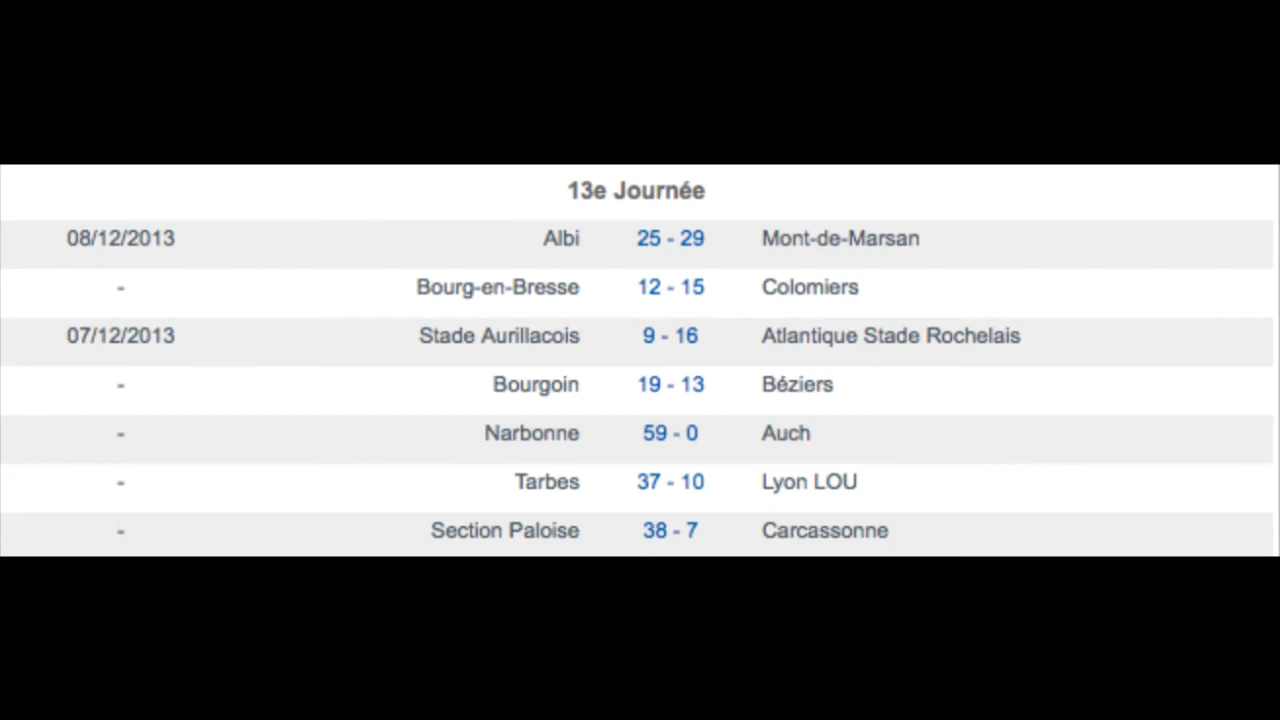 13e Journée
08/12/2013 Albi 25 - 29 Mont-de-Marsan
- Bourg-en-Bresse 12 - 15 Colomiers
07/12/2013 Stade Aurillacois 9 - 16 Atlantique Stade Rochelais
- Bourgoin 19 - 13 Béziers
- Narbonne 59 - 0 Auch
- Tarbes 37 - 10 Lyon LOU
- Section Paloise 38 - 7 Carcassonne